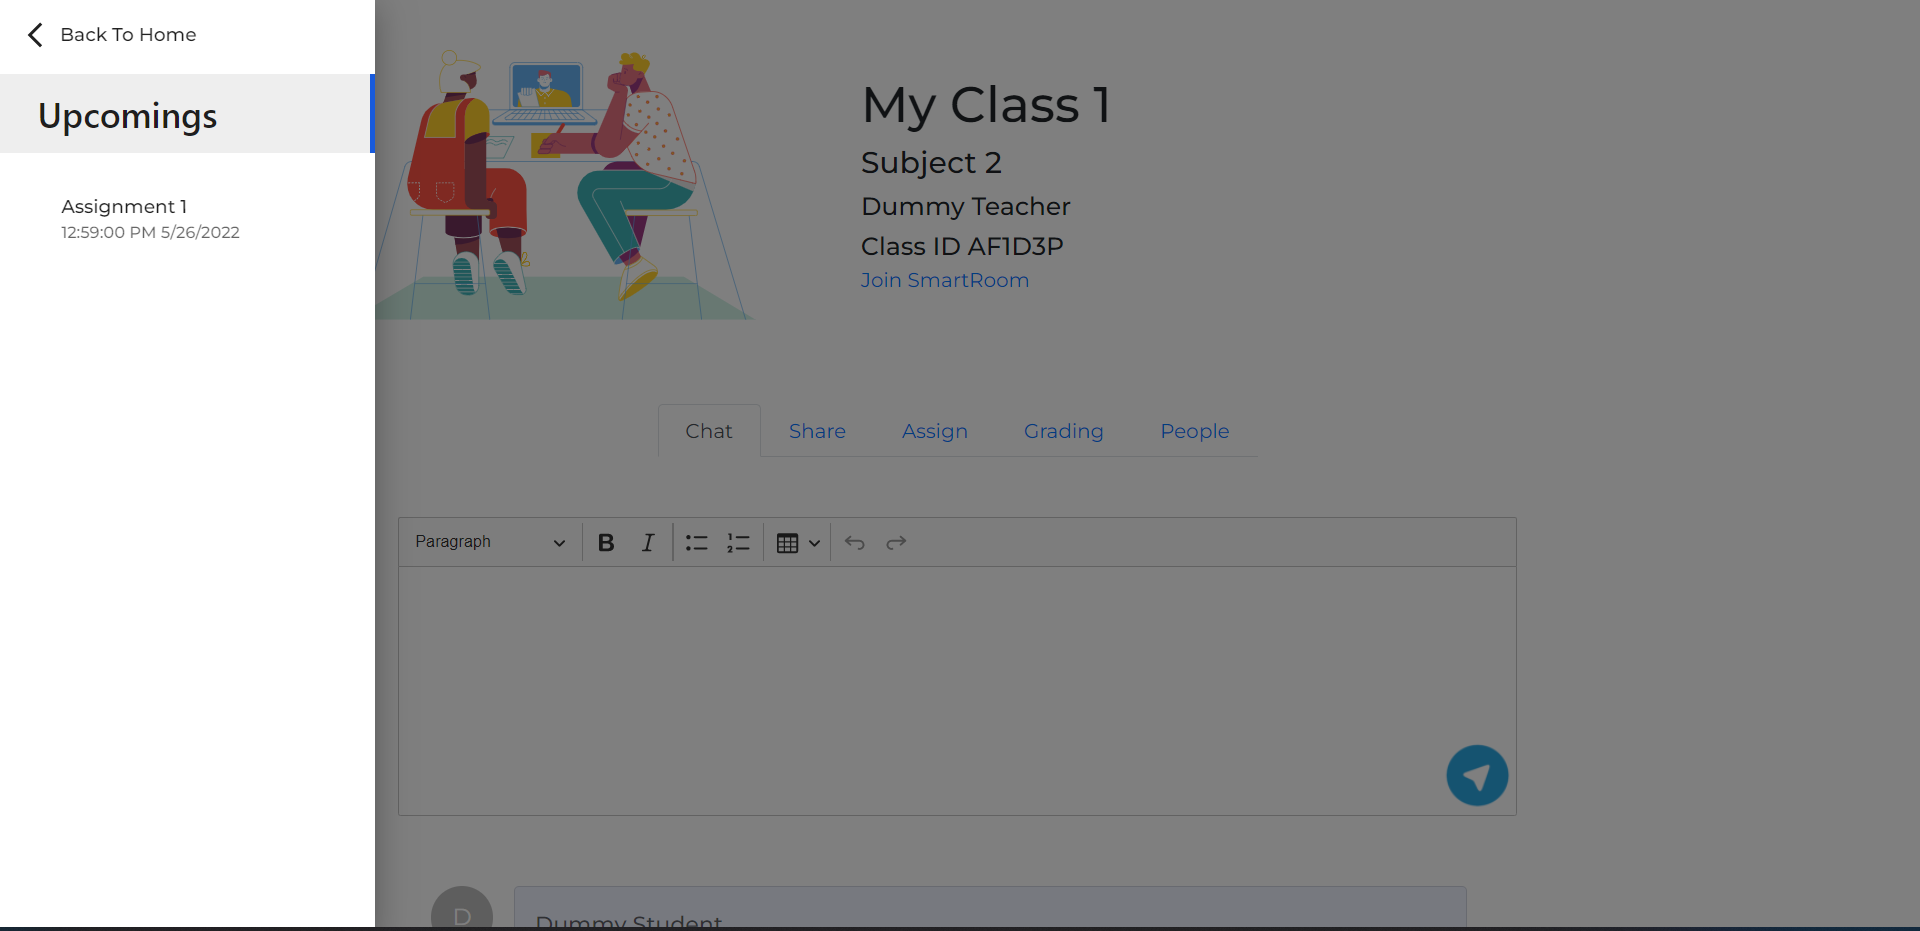 Back To Home
Upcomings
Assignment 1
12:59:00 PM 5/26/2022
My Class 1
Subject 2
Dummy Teacher
Class ID AF1D3P
Join SmartRoom
Chat Share Assign Grading People
Paragraph
D
Dummy Student